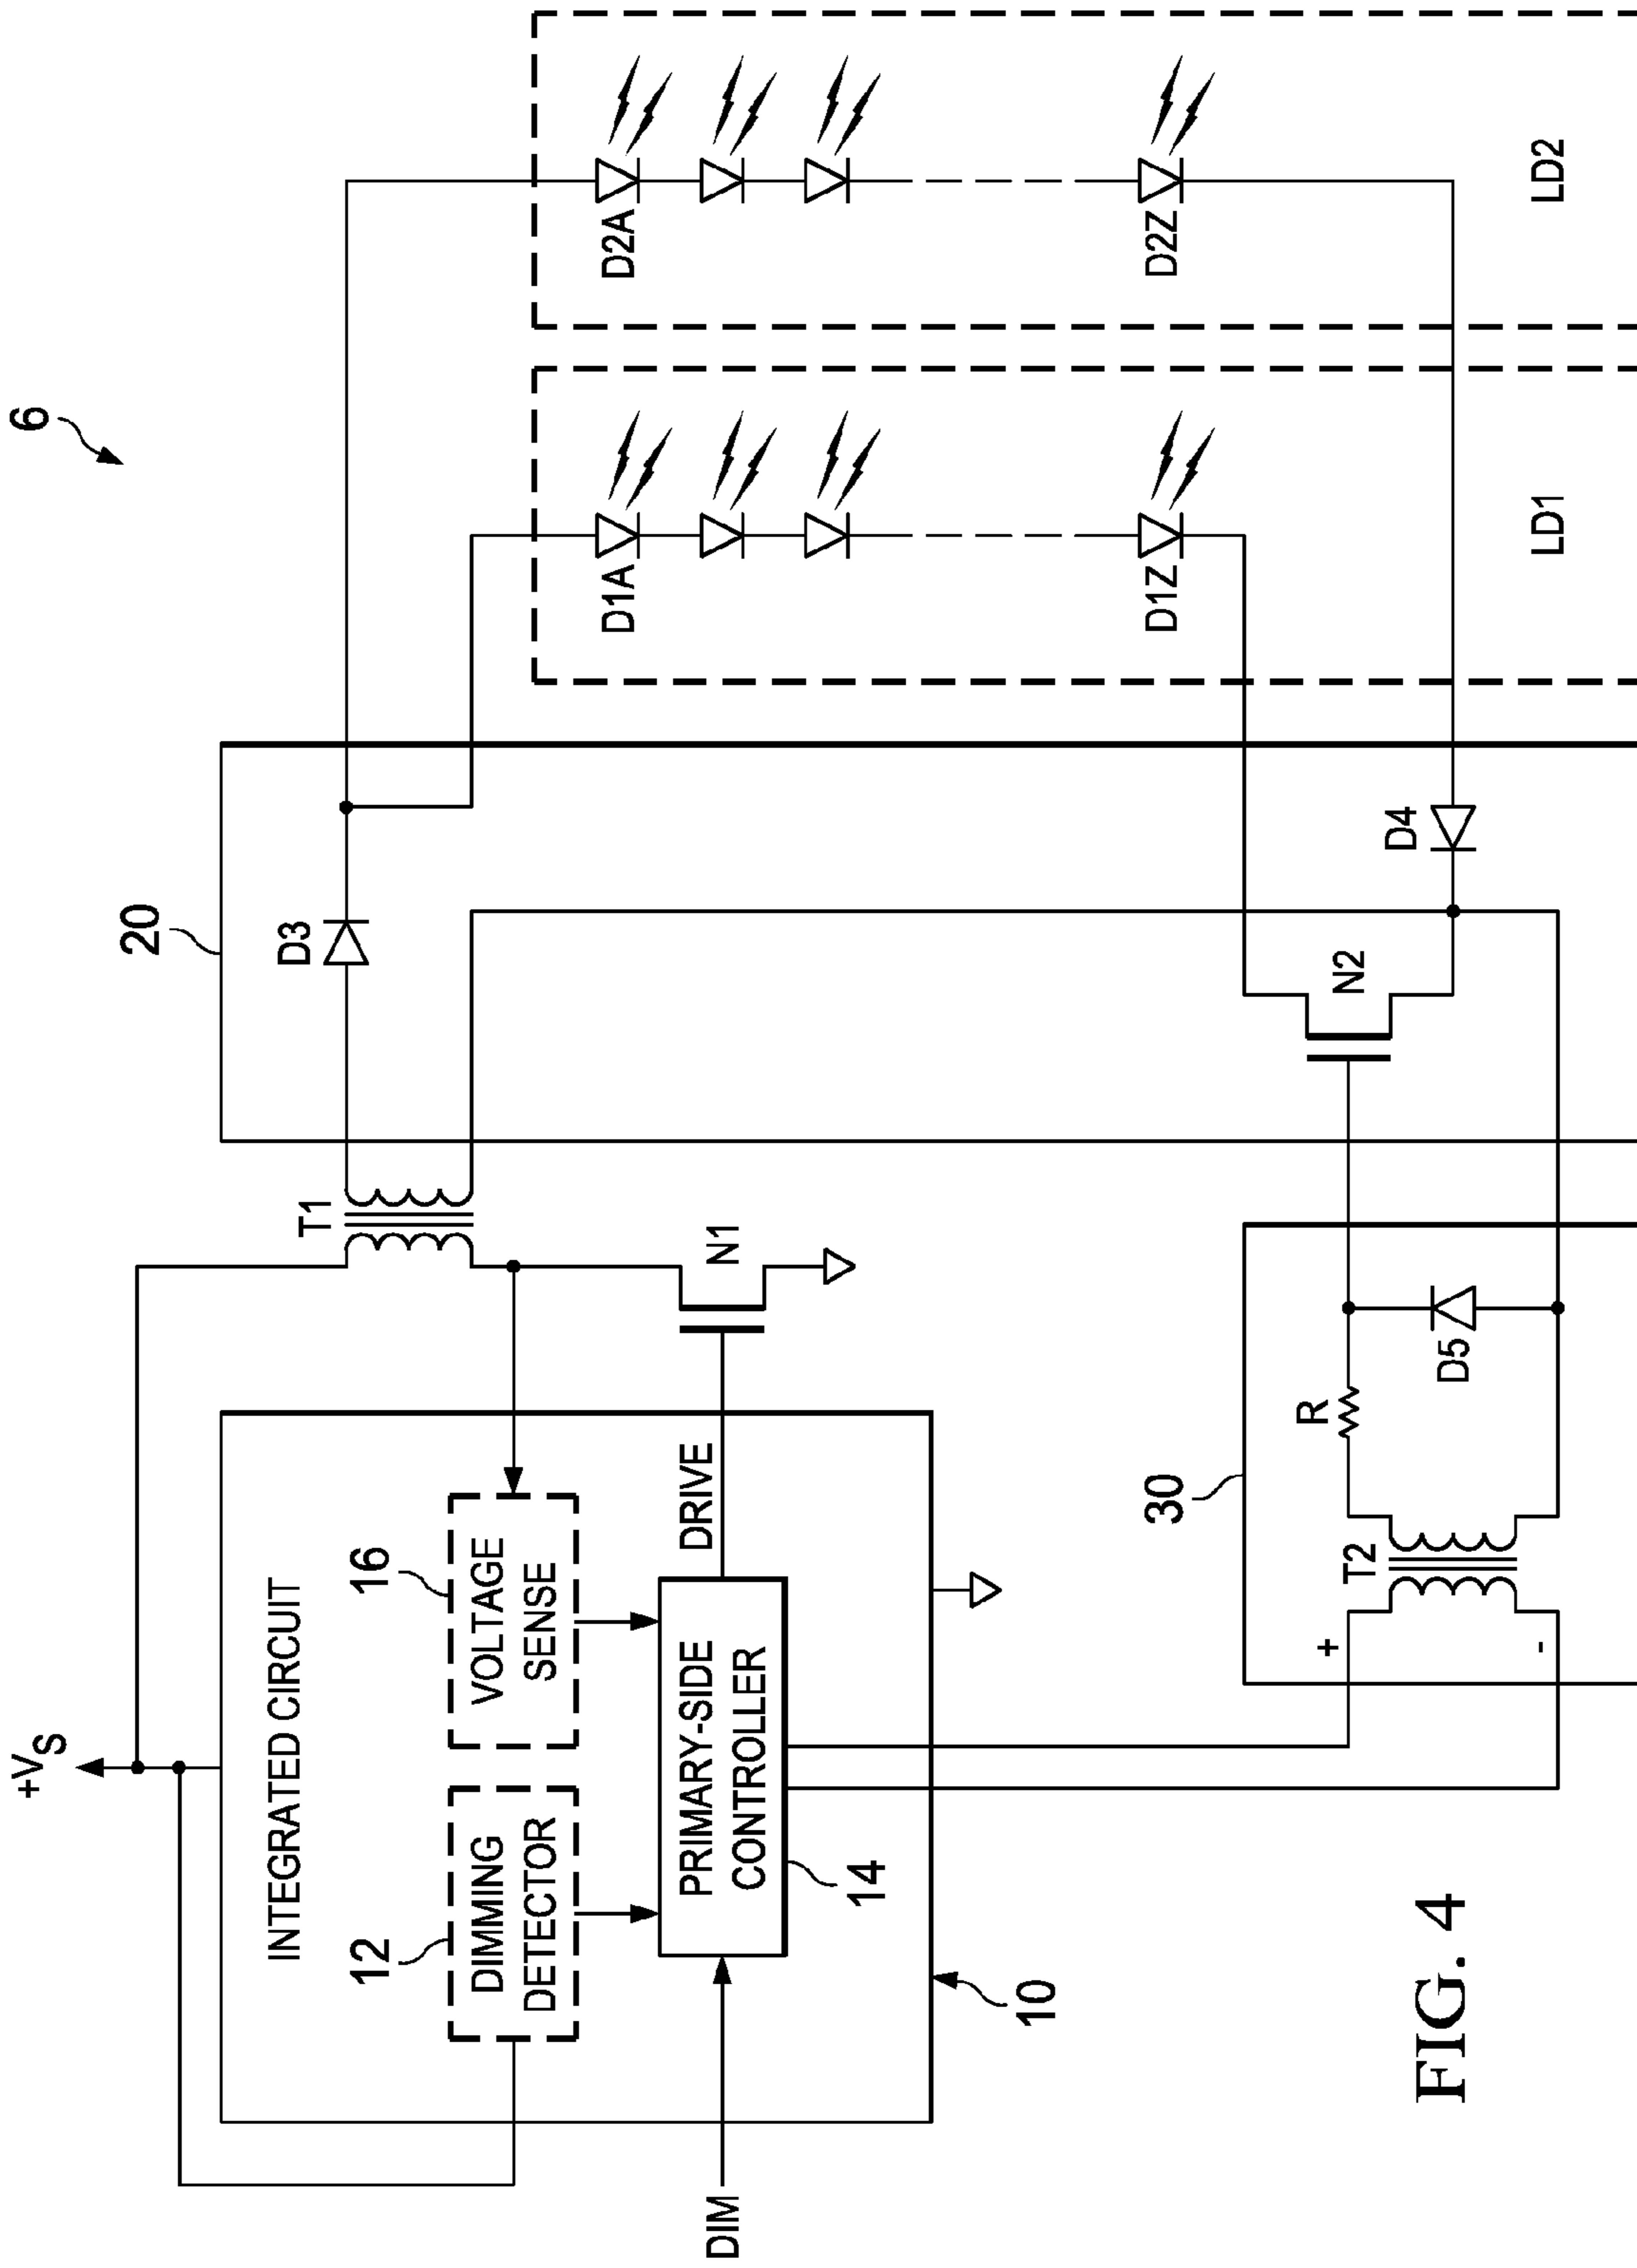 6
+VS
20
T1
D3
INTEGRATED CIRCUIT
12
16
DIMMING
DETECTOR
VOLTAGE
SENSE
D1A
D2A
DIM
PRIMARY-SIDE
CONTROLLER
DRIVE
N1
14
10
30
+
-
T2
R
D5
N2
D4
D1Z
D2Z
LD1
LD2
FIG. 4